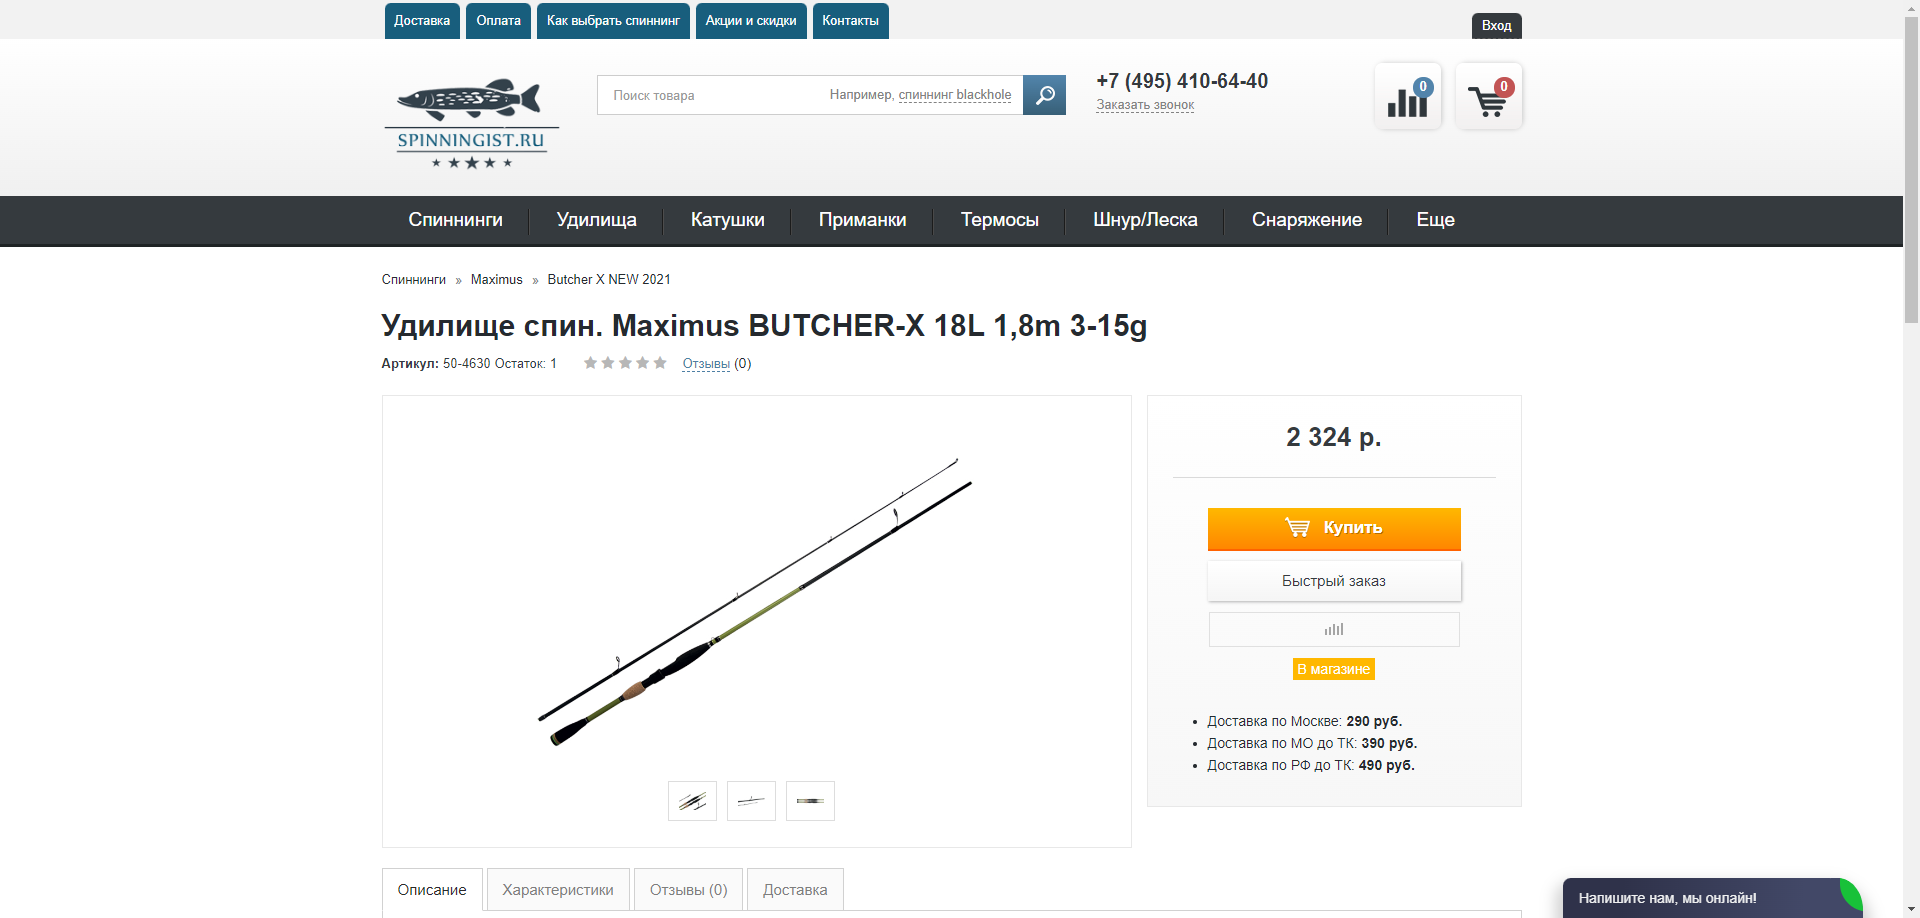 Доставка
Оплата
Как выбрать спиннинг
Акции и скидки
Контакты
Вход
SPINNINGIST.RU
Поиск товара
Например, спиннинг blackhole
+7 (495) 410-64-40
Заказать звонок
0
0
Спиннинги
Удилища
Катушки
Приманки
Термосы
Шнур/Леска
Снаряжение
Еще
Спиннинги » Maximus » Butcher X NEW 2021
Удилище спин. Maximus BUTCHER-X 18L 1,8m 3-15g
Артикул: 50-4630 Остаток: 1
Отзывы (0)
2 324 р.
Купить
Быстрый заказ
В магазине
• Доставка по Москве: 290 руб.
• Доставка по МО до ТК: 390 руб.
• Доставка по РФ до ТК: 490 руб.
Описание
Характеристики
Отзывы (0)
Доставка
Напишите нам, мы онлайн!